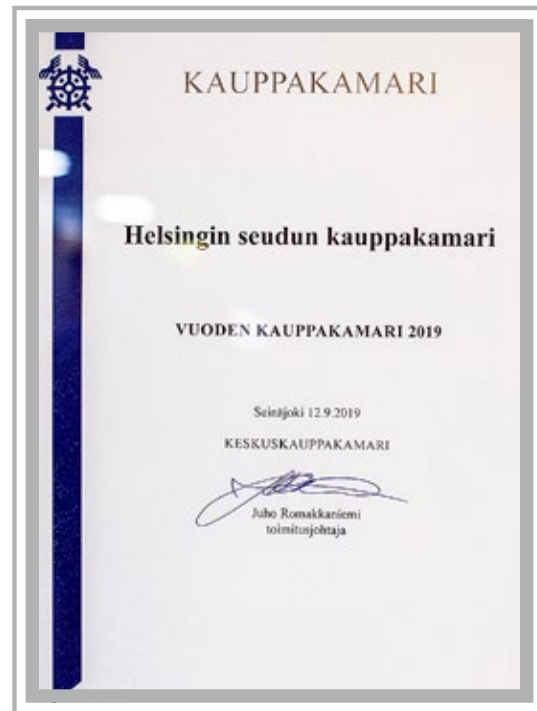 KAUPPAKAMARI
Helsingin seudun kauppakamari
VUODEN KAUPPAKAMARI 2019
Seinäjoki 12.9.2019
KESKUSKAUPPAKAMARI
Juho Romakkaniemi
toimitusjohtaja